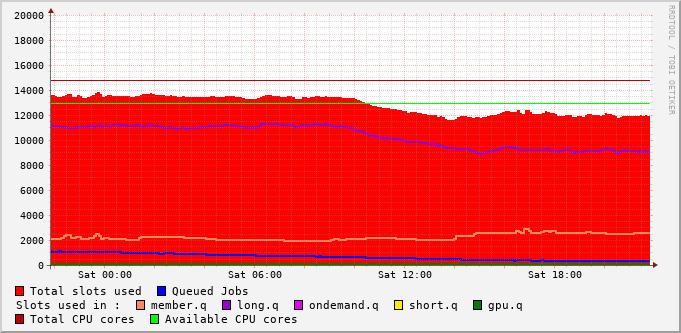 20000
18000
16000
14000
12000
10000
8000
6000
4000
2000
0
Sat 00:00 Sat 06:00 Sat 12:00 Sat 18:00
Total slots used Queued Jobs
Slots used in : member.q long.q ondemand.q short.q gpu.q
Total CPU cores Available CPU cores
RRDTOOL / TOBI OETIKER